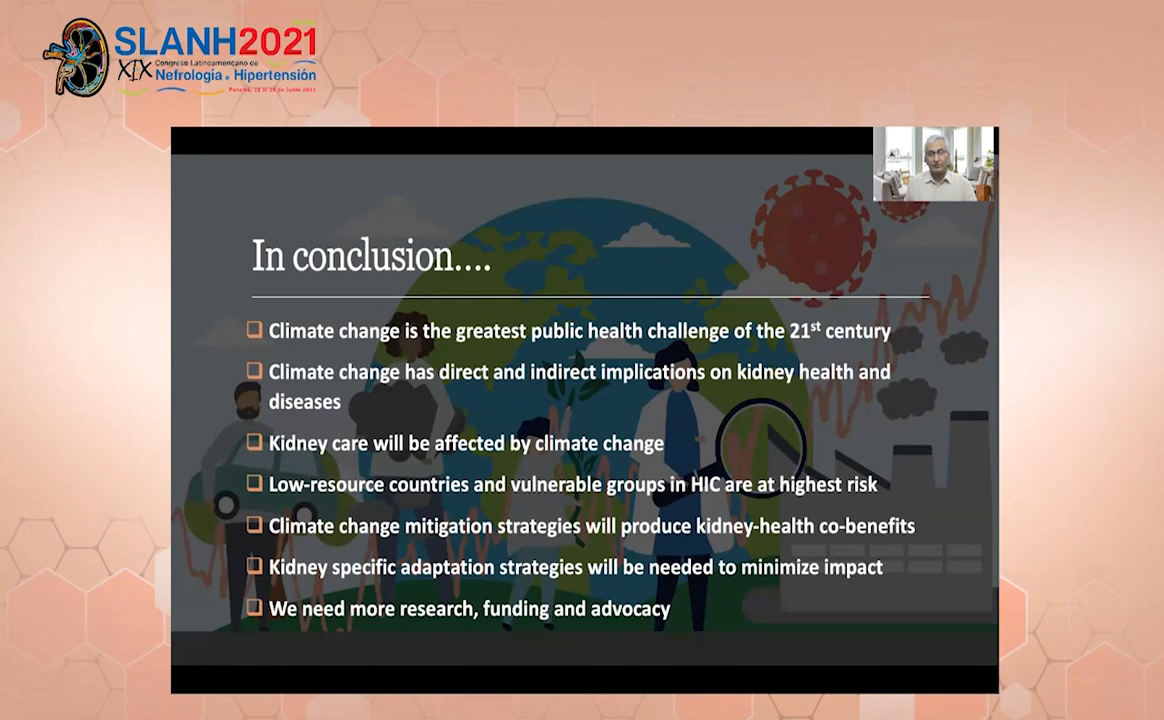 SLANH2021
XIX Congreso Latinoamericano de
Nefrología e Hipertensión
In conclusion....
Climate change is the greatest public health challenge of the 21st century
Climate change has direct and indirect implications on kidney health and
diseases
Kidney care will be affected by climate change
Low-resource countries and vulnerable groups in HIC are at highest risk
Climate change mitigation strategies will produce kidney-health co-benefits
Kidney specific adaptation strategies will be needed to minimize impact
We need more research, funding and advocacy